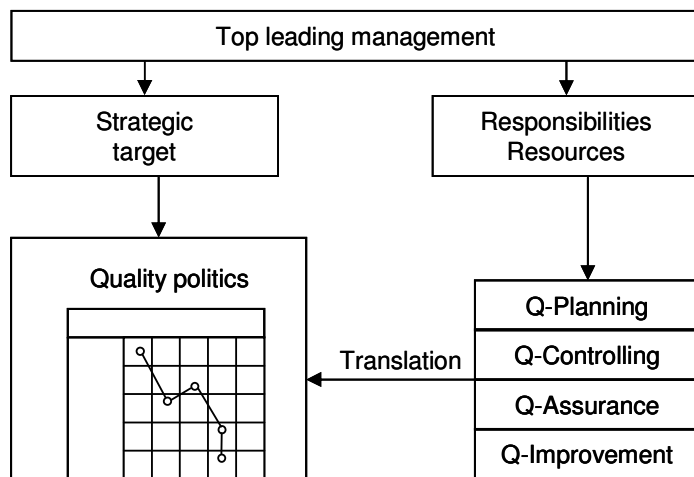 Top leading management
Strategic
target
Responsibilities
Resources
Quality politics
Q-Planning
Translation
Q-Controlling
Q-Assurance
Q-Improvement